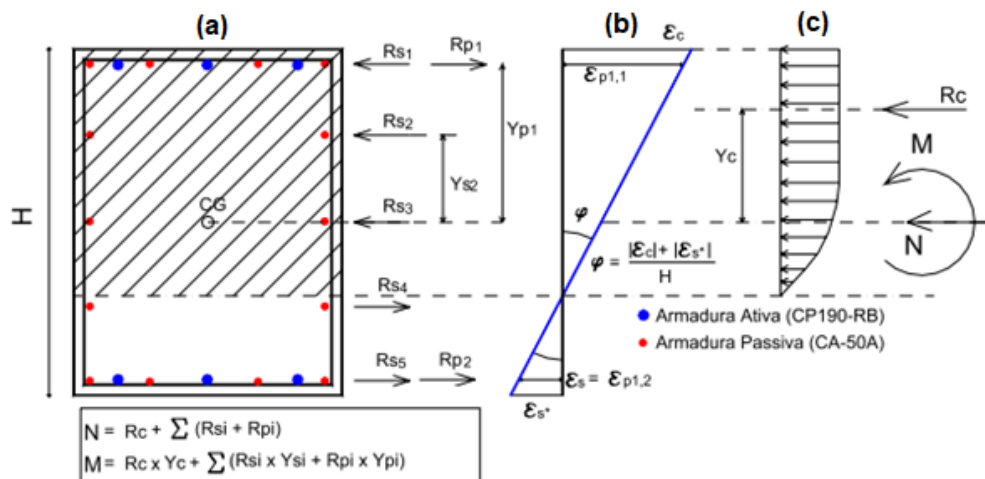 (a)
(b)
(c)
H
CG
Rs1
Rp1
Rs2
Yp1
Ys2
Rs3
Rs4
Rs5
Rp2
εc
εp1,1
φ
φ = |εc| + |εs*| / H
εs = εp1,2
εs*
Rc
Yc
M
N
Armadura Ativa (CP190-RB)
Armadura Passiva (CA-50A)
N = Rc + ∑ (Rsi + Rpi)
M = Rc x Yc + ∑ (Rsi x Ysi + Rpi x Ypi)